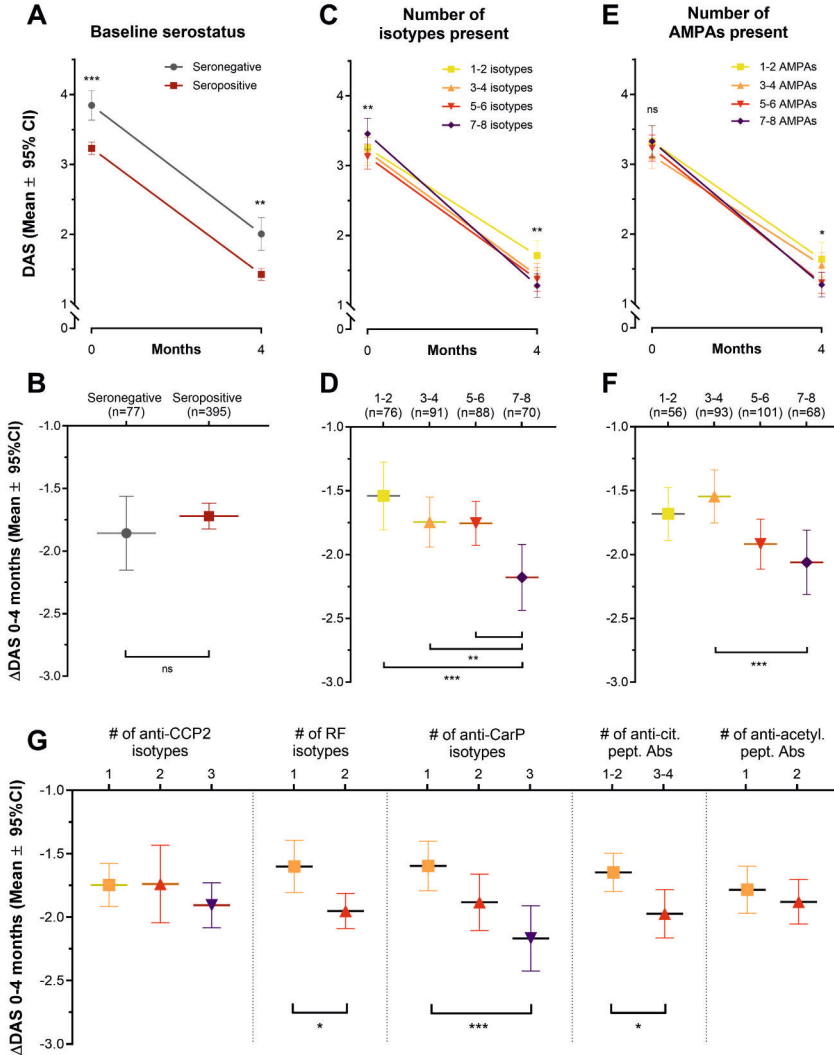 A
Baseline serostatus
Seronegative
Seropositive
***
**
DAS (Mean ± 95% CI)
4
3
2
1
0
0
Months
4
C
Number of
isotypes present
1-2 isotypes
3-4 isotypes
5-6 isotypes
7-8 isotypes
**
**
4
3
2
1
0
0
Months
4
E
Number of
AMPAs present
1-2 AMPAs
3-4 AMPAs
5-6 AMPAs
7-8 AMPAs
ns
*
4
3
2
1
0
0
Months
4
B
Seronegative Seropositive
(n=77) (n=395)
ΔDAS 0-4 months (Mean ± 95%CI)
-1.0
-1.5
-2.0
-2.5
-3.0
ns
D
1-2 3-4 5-6 7-8
(n=76) (n=91) (n=88) (n=70)
-1.0
-1.5
-2.0
-2.5
-3.0
**
***
F
1-2 3-4 5-6 7-8
(n=56) (n=93) (n=101) (n=68)
-1.0
-1.5
-2.0
-2.5
-3.0
***
G
# of anti-CCP2
isotypes
1 2 3
# of RF
isotypes
1 2
# of anti-CarP
isotypes
1 2 3
# of anti-cit.
pept. Abs
1-2 3-4
# of anti-acetyl.
pept. Abs
1 2
ΔDAS 0-4 months (Mean ± 95%CI)
-1.0
-1.5
-2.0
-2.5
-3.0
*
***
*